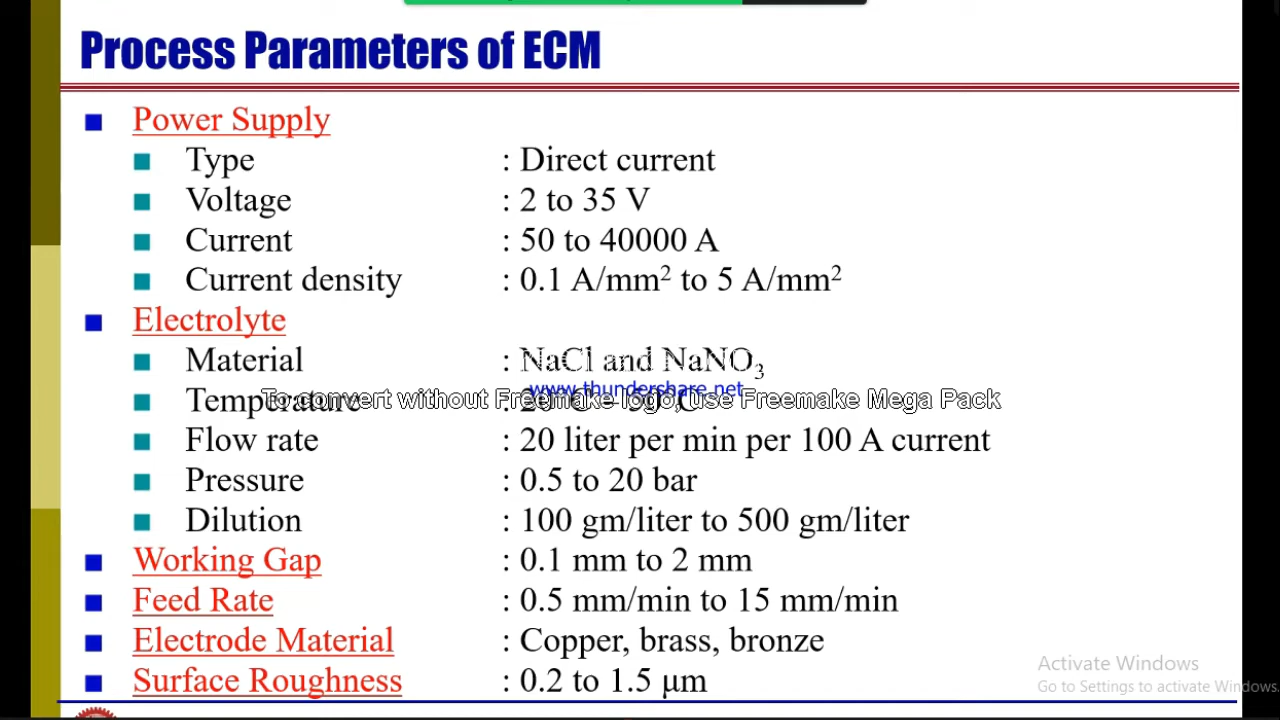 Process Parameters of ECM
Power Supply
Type : Direct current
Voltage : 2 to 35 V
Current : 50 to 40000 A
Current density : 0.1 A/mm² to 5 A/mm²
Electrolyte
Material : NaCl and NaNO₃
www.thundershare.net
Temperature :
To convert without Freemake logo, use Freemake Mega Pack
Flow rate : 20 liter per min per 100 A current
Pressure : 0.5 to 20 bar
Dilution : 100 gm/liter to 500 gm/liter
Working Gap : 0.1 mm to 2 mm
Feed Rate : 0.5 mm/min to 15 mm/min
Electrode Material : Copper, brass, bronze
Surface Roughness : 0.2 to 1.5 μm
Activate Windows
Go to Settings to activate Windows.